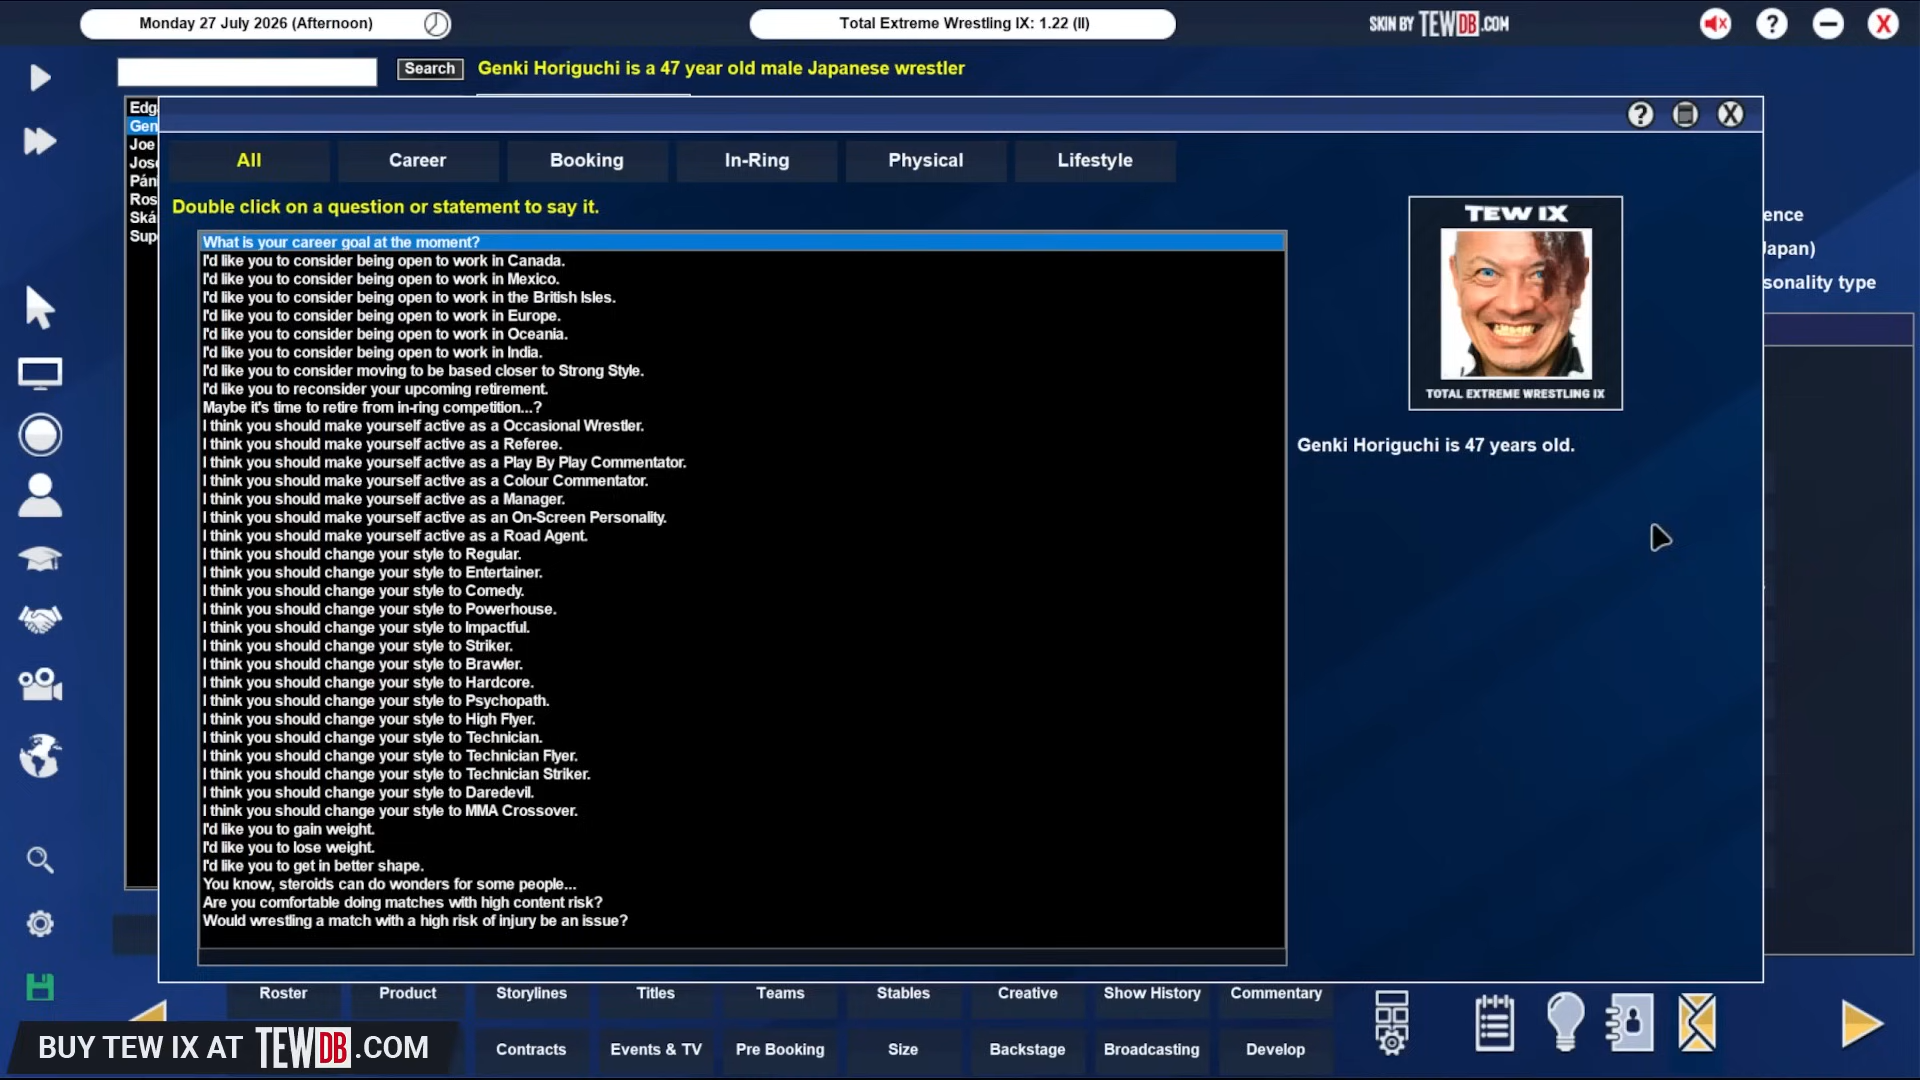 Monday 27 July 2026 (Afternoon)
Total Extreme Wrestling IX: 1.22 (II)
SKIN BY TEWDB.COM
?
X
Search
Genki Horiguchi is a 47 year old male Japanese wrestler
Edg
Gen
Joe
Jose
Páni
Ros
Ská
Sup
?
X
All
Career
Booking
In-Ring
Physical
Lifestyle
Double click on a question or statement to say it.
What is your career goal at the moment?
I'd like you to consider being open to work in Canada.
I'd like you to consider being open to work in Mexico.
I'd like you to consider being open to work in the British Isles.
I'd like you to consider being open to work in Europe.
I'd like you to consider being open to work in Oceania.
I'd like you to consider being open to work in India.
I'd like you to consider moving to be based closer to Strong Style.
I'd like you to reconsider your upcoming retirement.
Maybe it's time to retire from in-ring competition...?
I think you should make yourself active as a Occasional Wrestler.
I think you should make yourself active as a Referee.
I think you should make yourself active as a Play By Play Commentator.
I think you should make yourself active as a Colour Commentator.
I think you should make yourself active as a Manager.
I think you should make yourself active as an On-Screen Personality.
I think you should make yourself active as a Road Agent.
I think you should change your style to Regular.
I think you should change your style to Entertainer.
I think you should change your style to Comedy.
I think you should change your style to Powerhouse.
I think you should change your style to Impactful.
I think you should change your style to Striker.
I think you should change your style to Brawler.
I think you should change your style to Hardcore.
I think you should change your style to Psychopath.
I think you should change your style to High Flyer.
I think you should change your style to Technician.
I think you should change your style to Technician Flyer.
I think you should change your style to Technician Striker.
I think you should change your style to Daredevil.
I think you should change your style to MMA Crossover.
I'd like you to gain weight.
I'd like you to lose weight.
I'd like you to get in better shape.
You know, steroids can do wonders for some people...
Are you comfortable doing matches with high content risk?
Would wrestling a match with a high risk of injury be an issue?
TEW IX
TOTAL EXTREME WRESTLING IX
Genki Horiguchi is 47 years old.
ence
Japan)
sonality type
Roster
Product
Storylines
Titles
Teams
Stables
Creative
Show History
Commentary
Contracts
Events & TV
Pre Booking
Size
Backstage
Broadcasting
Develop
BUY TEW IX AT TEWDB.COM